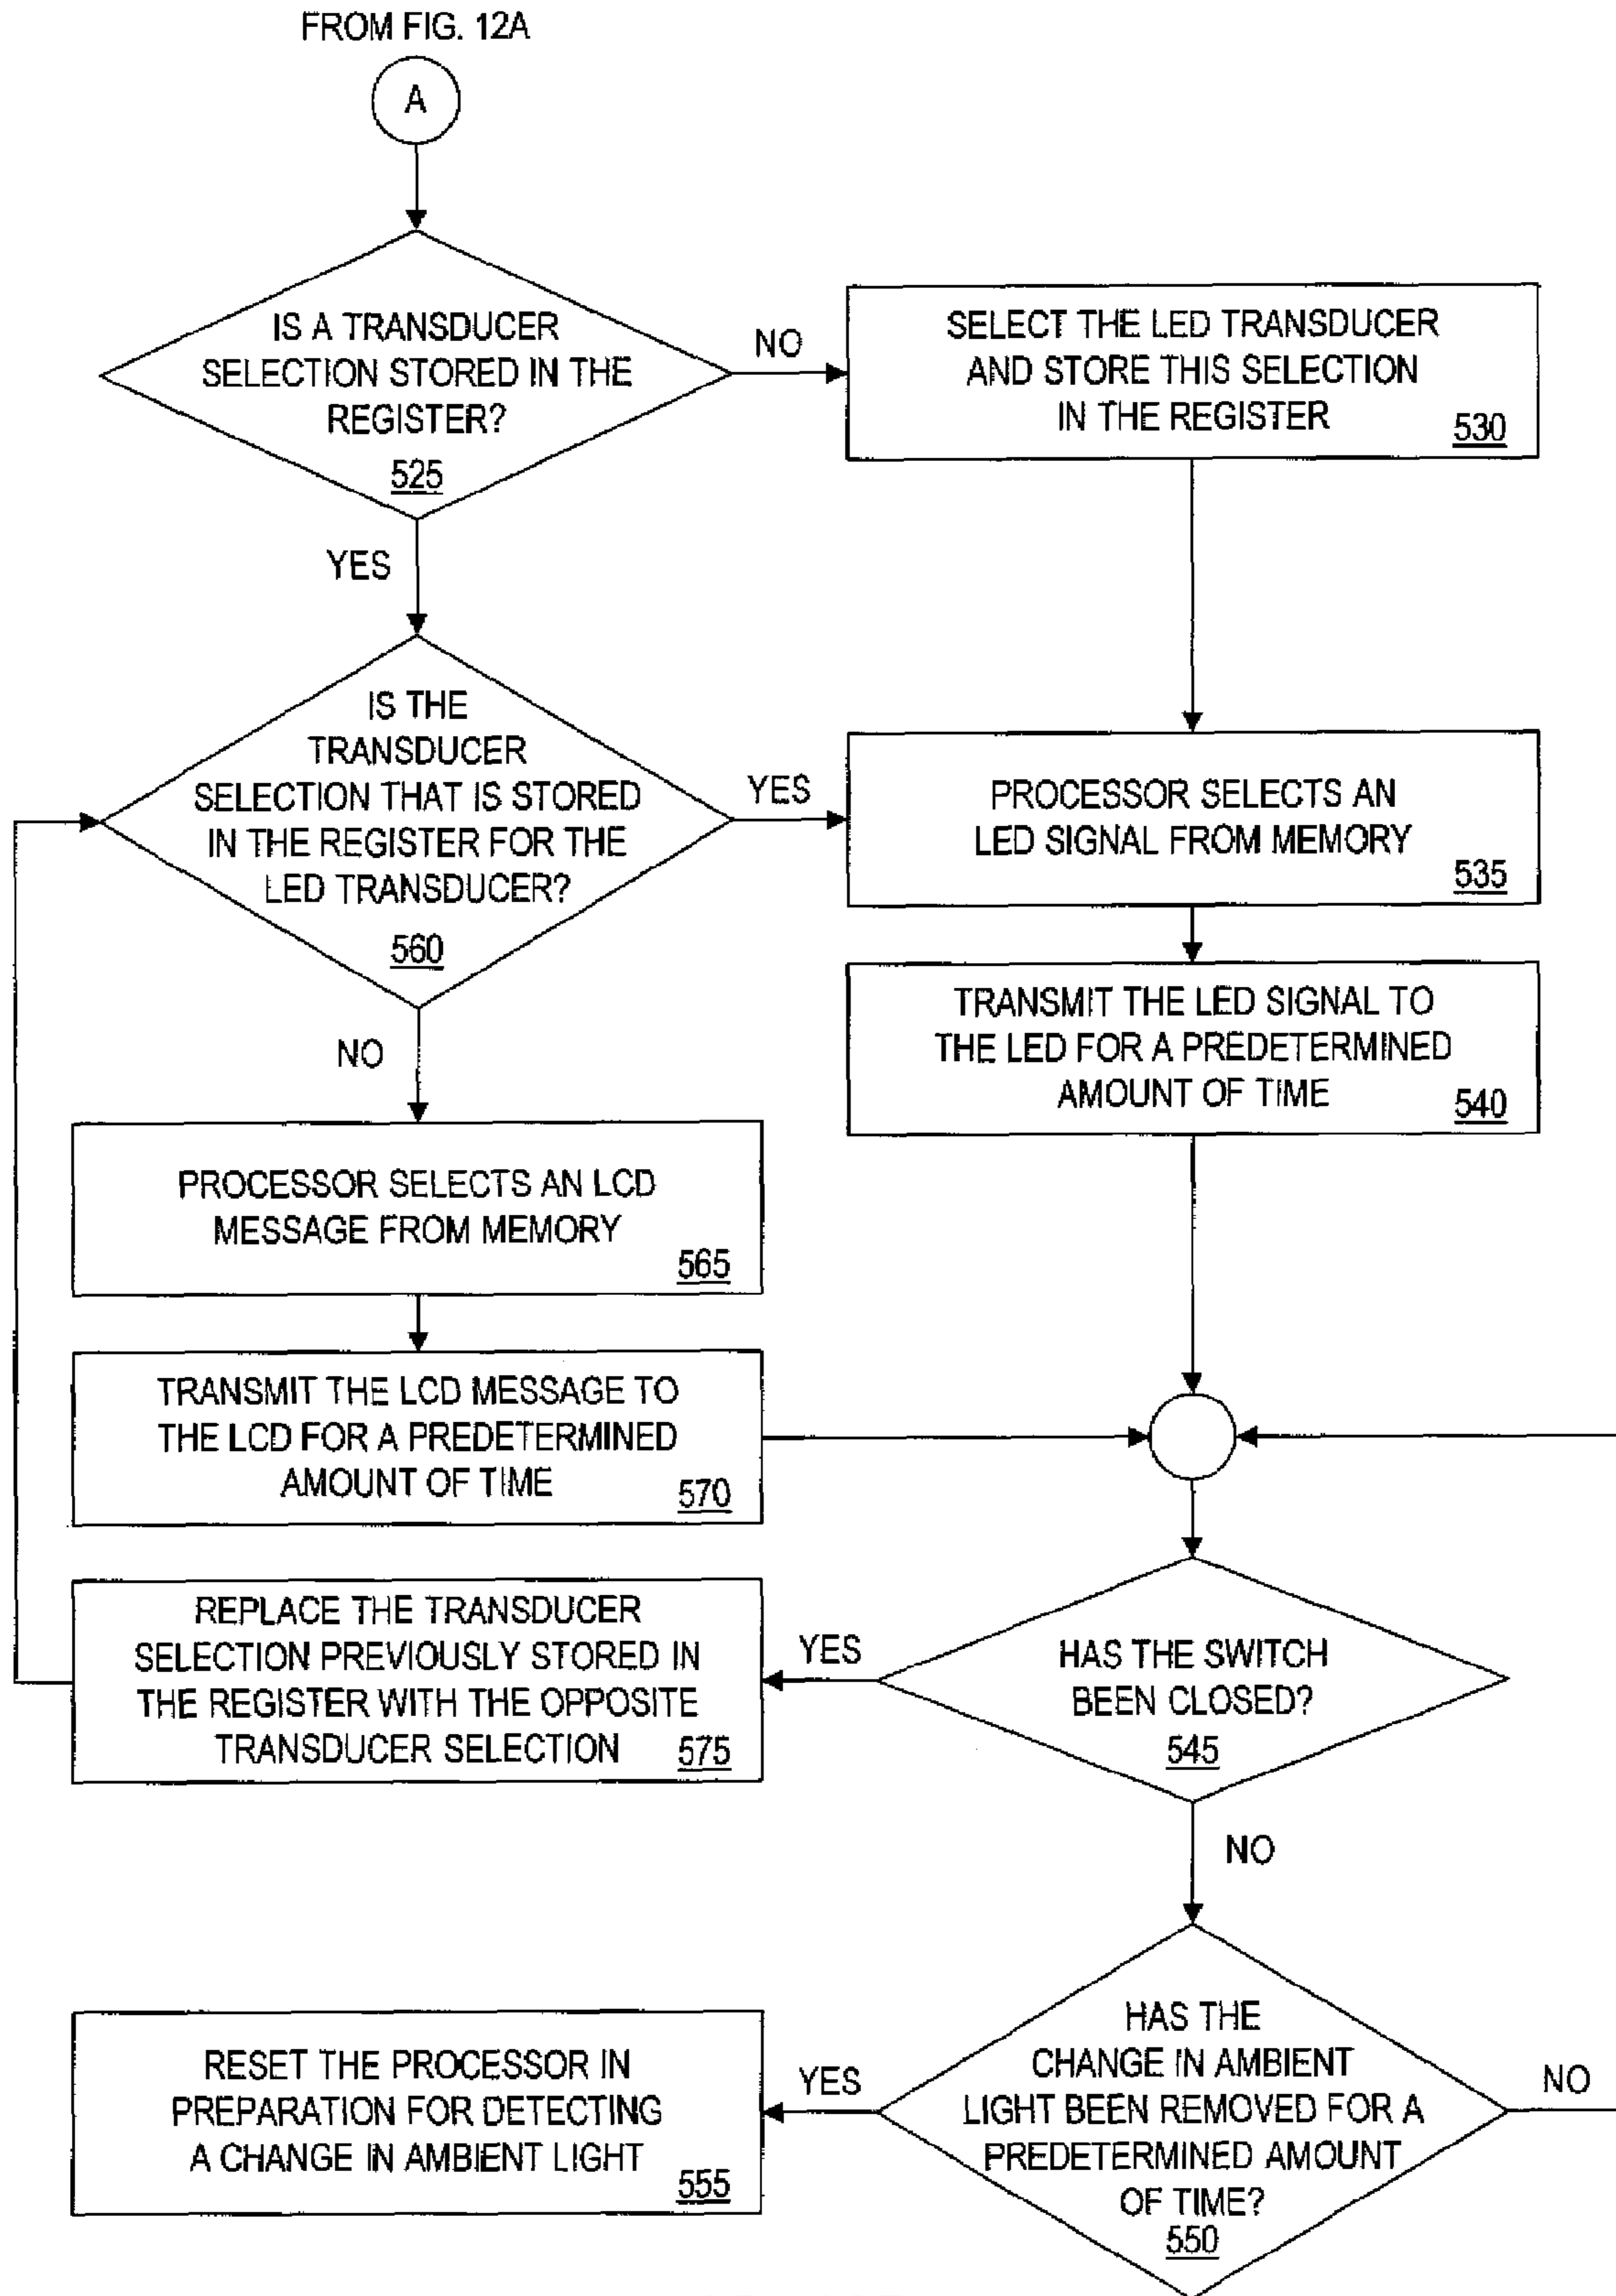 FROM FIG. 12A
A
IS A TRANSDUCER
SELECTION STORED IN THE
REGISTER?
525
NO
SELECT THE LED TRANSDUCER
AND STORE THIS SELECTION
IN THE REGISTER
530
YES
IS THE
TRANSDUCER
SELECTION THAT IS STORED
IN THE REGISTER FOR THE
LED TRANSDUCER?
560
YES
PROCESSOR SELECTS AN
LED SIGNAL FROM MEMORY
535
TRANSMIT THE LED SIGNAL TO
THE LED FOR A PREDETERMINED
AMOUNT OF TIME
540
NO
PROCESSOR SELECTS AN LCD
MESSAGE FROM MEMORY
565
TRANSMIT THE LCD MESSAGE TO
THE LCD FOR A PREDETERMINED
AMOUNT OF TIME
570
REPLACE THE TRANSDUCER
SELECTION PREVIOUSLY STORED IN
THE REGISTER WITH THE OPPOSITE
TRANSDUCER SELECTION
575
YES
HAS THE SWITCH
BEEN CLOSED?
545
NO
RESET THE PROCESSOR IN
PREPARATION FOR DETECTING
A CHANGE IN AMBIENT LIGHT
555
YES
HAS THE
CHANGE IN AMBIENT
LIGHT BEEN REMOVED FOR A
PREDETERMINED AMOUNT
OF TIME?
550
NO